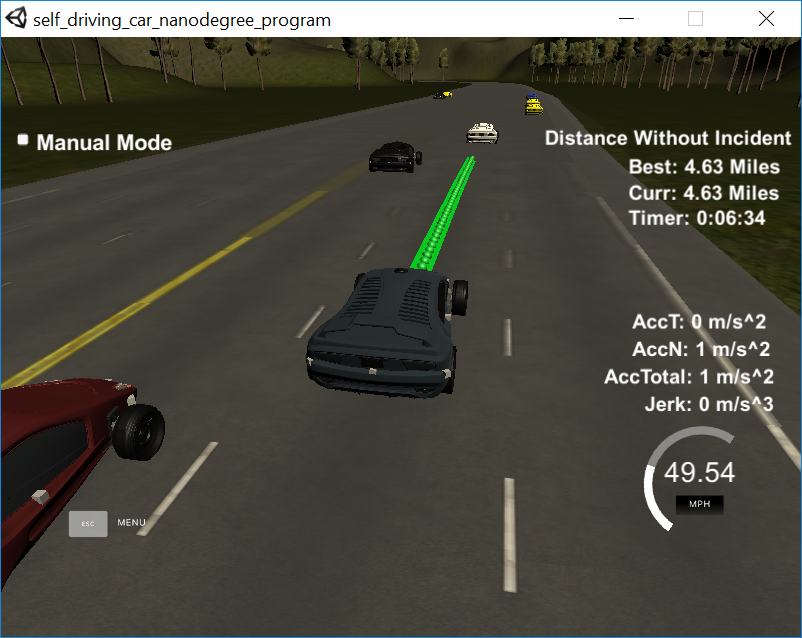 self_driving_car_nanodegree_program
Manual Mode
Distance Without Incident
Best: 4.63 Miles
Curr: 4.63 Miles
Timer: 0:06:34
AccT: 0 m/s^2
AccN: 1 m/s^2
AccTotal: 1 m/s^2
Jerk: 0 m/s^3
49.54
MPH
ESC MENU